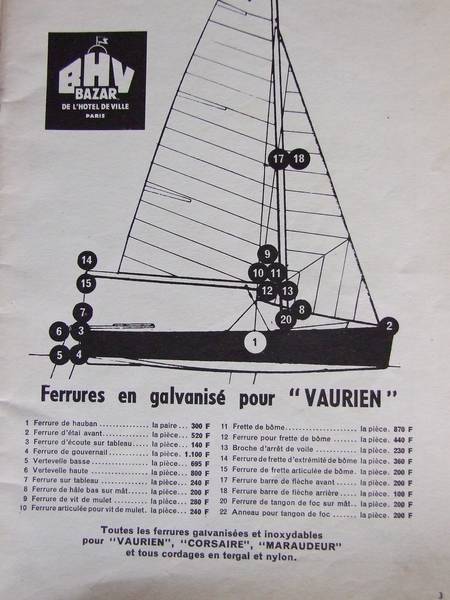 BHV
BAZAR
DE L'HOTEL DE VILLE
PARIS
17 18
14
15
9
10 11
12 13
7
8
20
6 3
2
1
5 4
Ferrures en galvanisé pour "VAURIEN"
1 Ferrure de hauban ............ la paire... 300 F
2 Ferrure d'étai avant............ la pièce... 520 F
3 Ferrure d'écoute sur tableau.... la pièce... 140 F
4 Ferrure de gouvernail .......... la pièce. 1.100 F
5 Vertevelle basse .............. la pièce... 695 F
6 Vertevelle haute .............. la pièce... 800 F
7 Ferrure sur tableau ............ la pièce... 240 F
8 Ferrure de hâle bas sur mât..... la pièce... 200 F
9 Ferrure de vit de mulet......... la pièce... 280 F
10 Ferrure articulée pour vit de mulet. la pièce. 240 F
11 Frette de bôme.................. la pièce. 870 F
12 Ferrure pour frette de bôme ...... la pièce. 440 F
13 Broche d'arrêt de voile .......... la pièce. 230 F
14 Ferrure de frette d'extrémité de bôme la pièce. 360 F
15 Ferrure de frette articulée de bôme. la pièce. 200 F
17 Ferrure barre de flèche avant...... la pièce. 200 F
18 Ferrure barre de flèche arrière.... la pièce. 100 F
20 Ferrure de tangon de foc sur mât.. la pièce. 200 F
22 Anneau pour tangon de foc........ la pièce. 200 F
Toutes les ferrures galvanisées et inoxydables
pour "VAURIEN", "CORSAIRE", "MARAUDEUR"
et tous cordages en tergal et nylon.
3